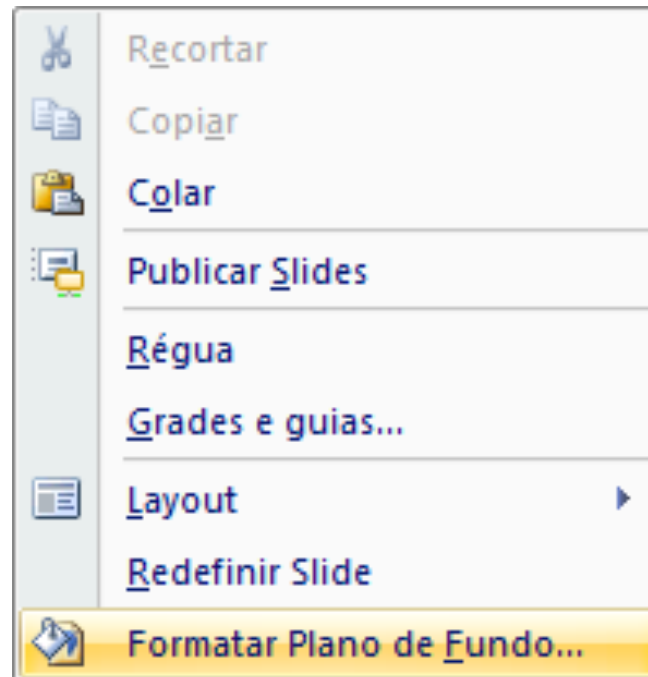 Recortar
Copiar
Colar
Publicar Slides
Régua
Grades e guias...
Layout
Redefinir Slide
Formatar Plano de Fundo...